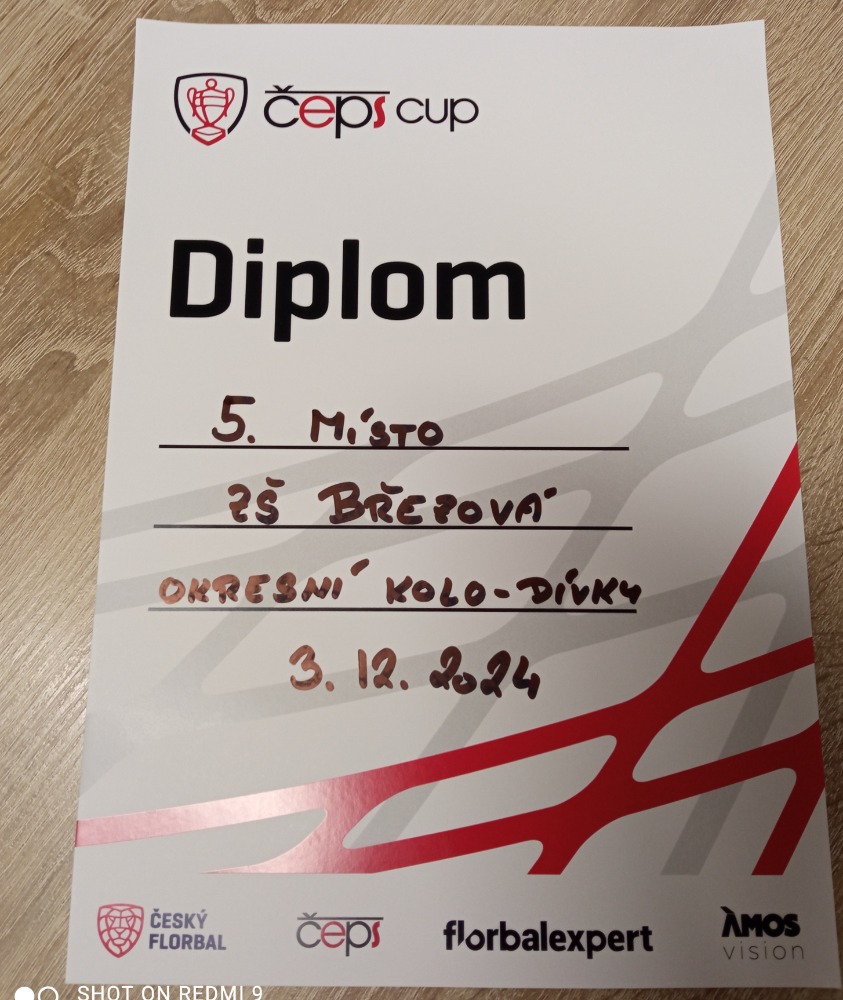 čeps cup
Diplom
5. MÍSTO
ZŠ BŘEZOVÁ
OKRESNÍ KOLO-DÍVKY
3. 12. 2024
ČESKÝ
FLORBAL
čeps
florbalexpert
ÀMOS
vision
SHOT ON REDMI 9